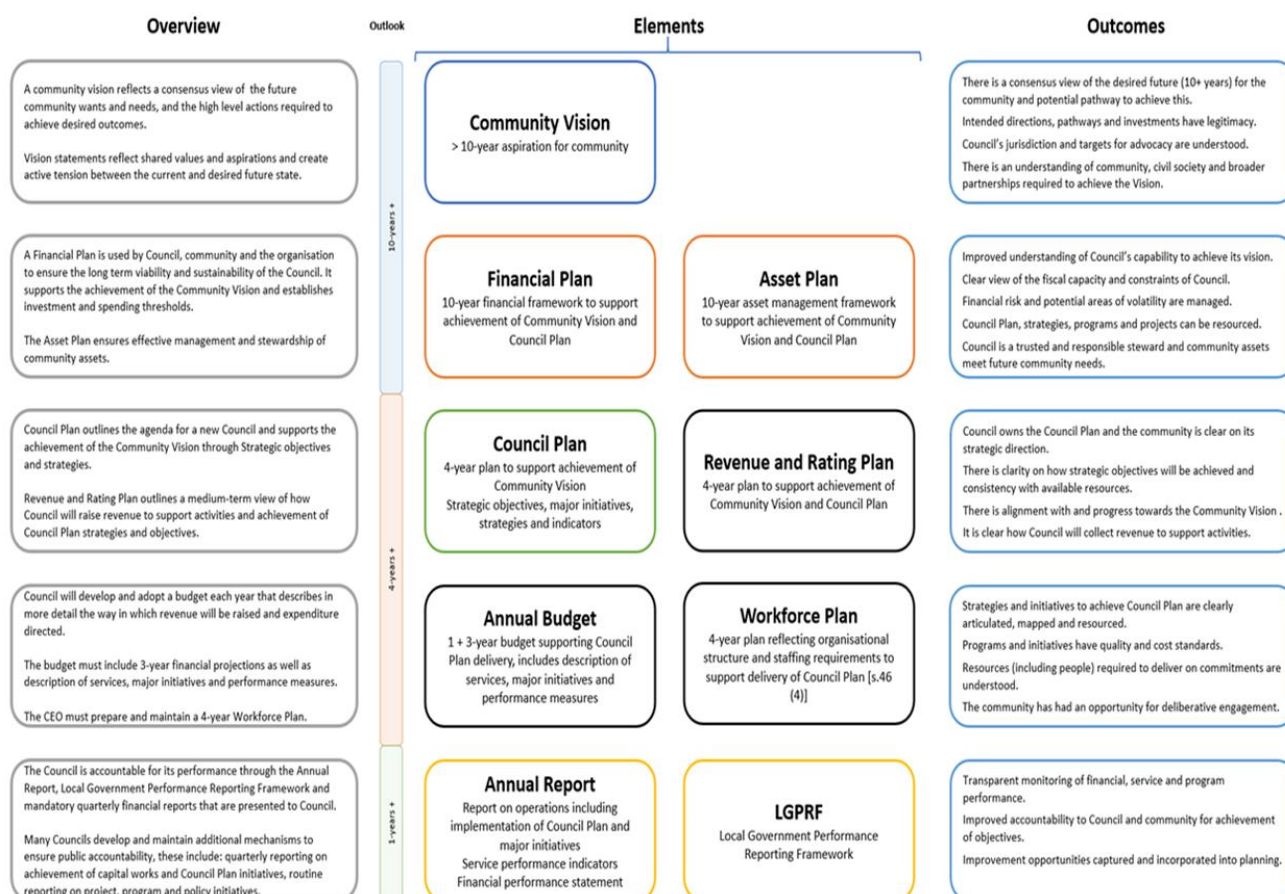 Overview
Outlook
Elements
Outcomes
A community vision reflects a consensus view of the future
community wants and needs, and the high level actions required to
achieve desired outcomes.
Vision statements reflect shared values and aspirations and create
active tension between the current and desired future state.
10-years +
Community Vision
> 10-year aspiration for community
There is a consensus view of the desired future (10+ years) for the
community and potential pathway to achieve this.
Intended directions, pathways and investments have legitimacy.
Council's jurisdiction and targets for advocacy are understood.
There is an understanding of community, civil society and broader
partnerships required to achieve the Vision.
A Financial Plan is used by Council, community and the organisation
to ensure the long term viability and sustainability of the Council. It
supports the achievement of the Community Vision and establishes
investment and spending thresholds.
The Asset Plan ensures effective management and stewardship of
community assets.
Financial Plan
10-year financial framework to support
achievement of Community Vision and
Council Plan
Asset Plan
10-year asset management framework
to support achievement of Community
Vision and Council Plan
Improved understanding of Council's capability to achieve its vision.
Clear view of the fiscal capacity and constraints of Council.
Financial risk and potential areas of volatility are managed.
Council Plan, strategies, programs and projects can be resourced.
Council is a trusted and responsible steward and community assets
meet future community needs.
Council Plan outlines the agenda for a new Council and supports the
achievement of the Community Vision through Strategic objectives
and strategies.
Revenue and Rating Plan outlines a medium-term view of how
Council will raise revenue to support activities and achievement of
Council Plan strategies and objectives.
4-years +
Council Plan
4-year plan to support achievement of
Community Vision
Strategic objectives, major initiatives,
strategies and indicators
Revenue and Rating Plan
4-year plan to support achievement of
Community Vision and Council Plan
Council owns the Council Plan and the community is clear on its
strategic direction.
There is clarity on how strategic objectives will be achieved and
consistency with available resources.
There is alignment with and progress towards the Community Vision .
It is clear how Council will collect revenue to support activities.
Council will develop and adopt a budget each year that describes in
more detail the way in which revenue will be raised and expenditure
directed.
The budget must include 3-year financial projections as well as
description of services, major initiatives and performance measures.
The CEO must prepare and maintain a 4-year Workforce Plan.
Annual Budget
1 + 3-year budget supporting Council
Plan delivery, includes description of
services, major initiatives and
performance measures
Workforce Plan
4-year plan reflecting organisational
structure and staffing requirements to
support delivery of Council Plan [s.46
(4)]
Strategies and initiatives to achieve Council Plan are clearly
articulated, mapped and resourced.
Programs and initiatives have quality and cost standards.
Resources (including people) required to deliver on commitments are
understood.
The community has had an opportunity for deliberative engagement.
The Council is accountable for its performance through the Annual
Report, Local Government Performance Reporting Framework and
mandatory quarterly financial reports that are presented to Council.
Many Councils develop and maintain additional mechanisms to
ensure public accountability, these include: quarterly reporting on
achievement of capital works and Council Plan initiatives, routine
reporting on project, program and policy initiatives.
1-years +
Annual Report
Report on operations including
implementation of Council Plan and
major initiatives
Service performance indicators
Financial performance statement
LGPRF
Local Government Performance
Reporting Framework
Transparent monitoring of financial, service and program
performance.
Improved accountability to Council and community for achievement
of objectives.
Improvement opportunities captured and incorporated into planning.